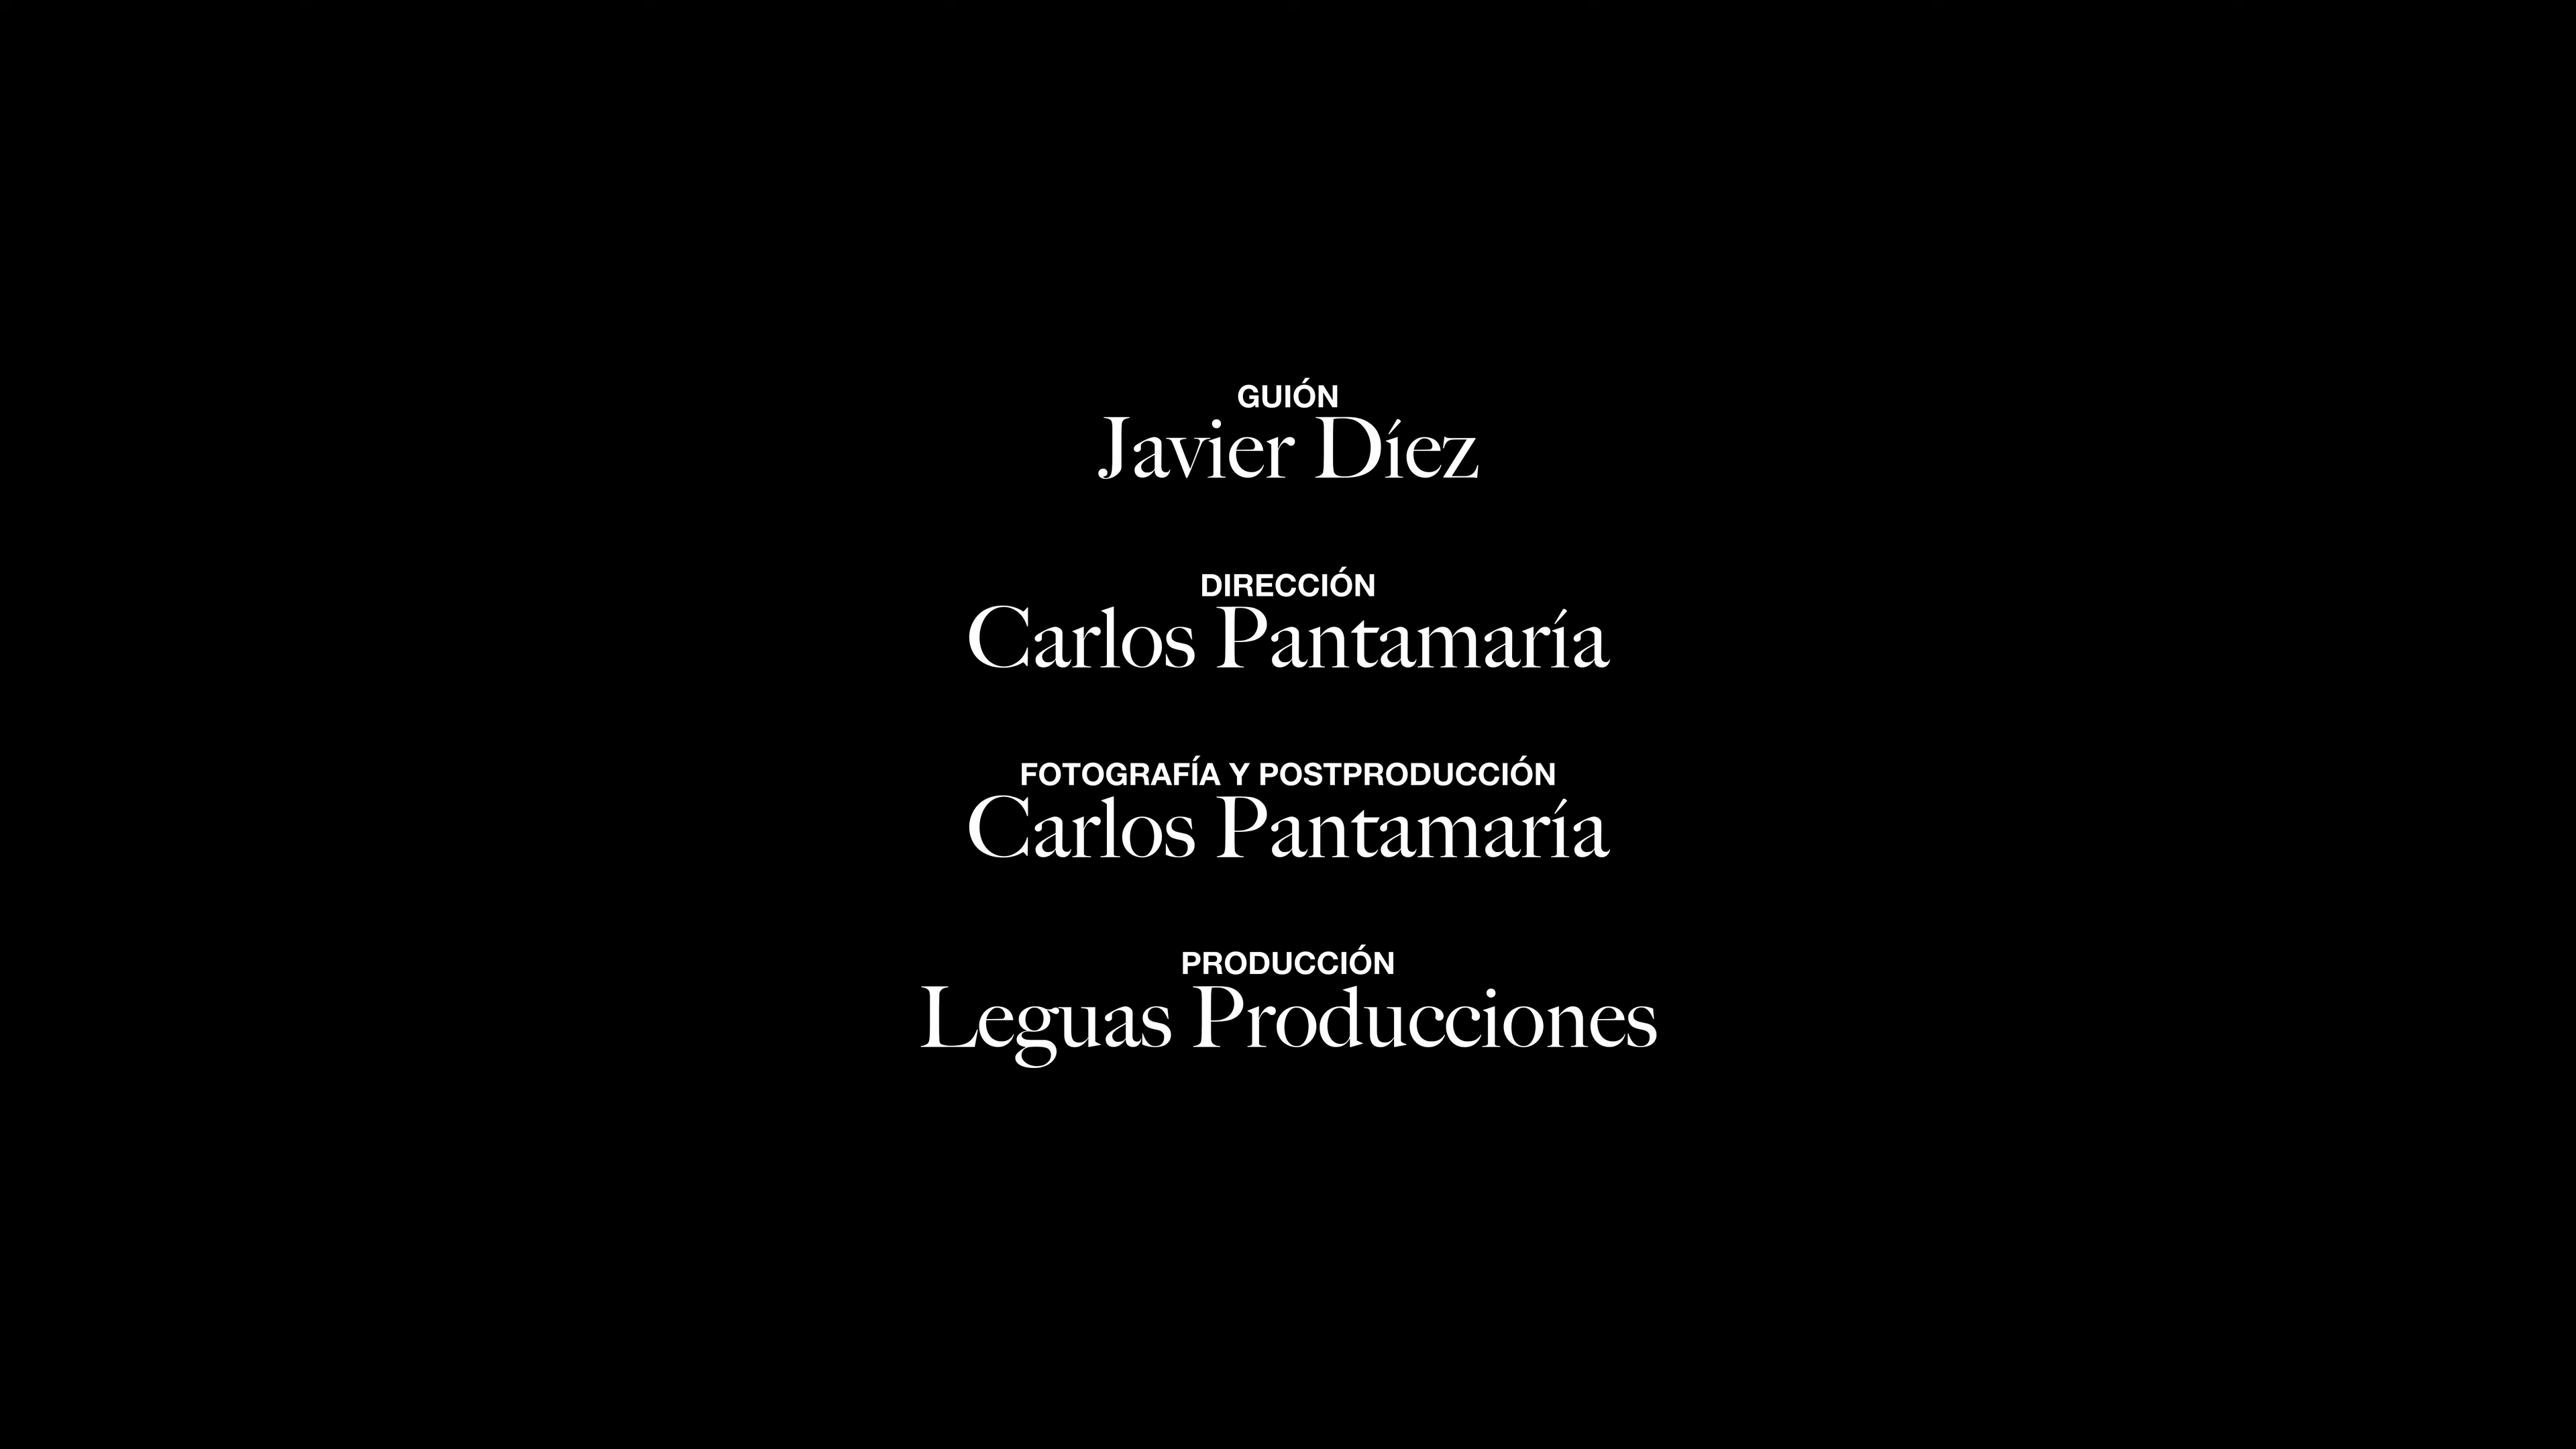 GUIÓN
Javier Díez
DIRECCIÓN
Carlos Pantamaría
FOTOGRAFÍA Y POSTPRODUCCIÓN
Carlos Pantamaría
PRODUCCIÓN
Leguas Producciones